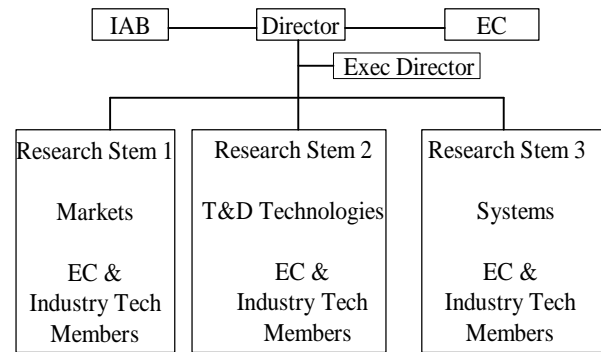 IAB
Director
EC
Exec Director
Research Stem 1
Markets
EC &
Industry Tech
Members
Research Stem 2
T&D Technologies
EC &
Industry Tech
Members
Research Stem 3
Systems
EC &
Industry Tech
Members